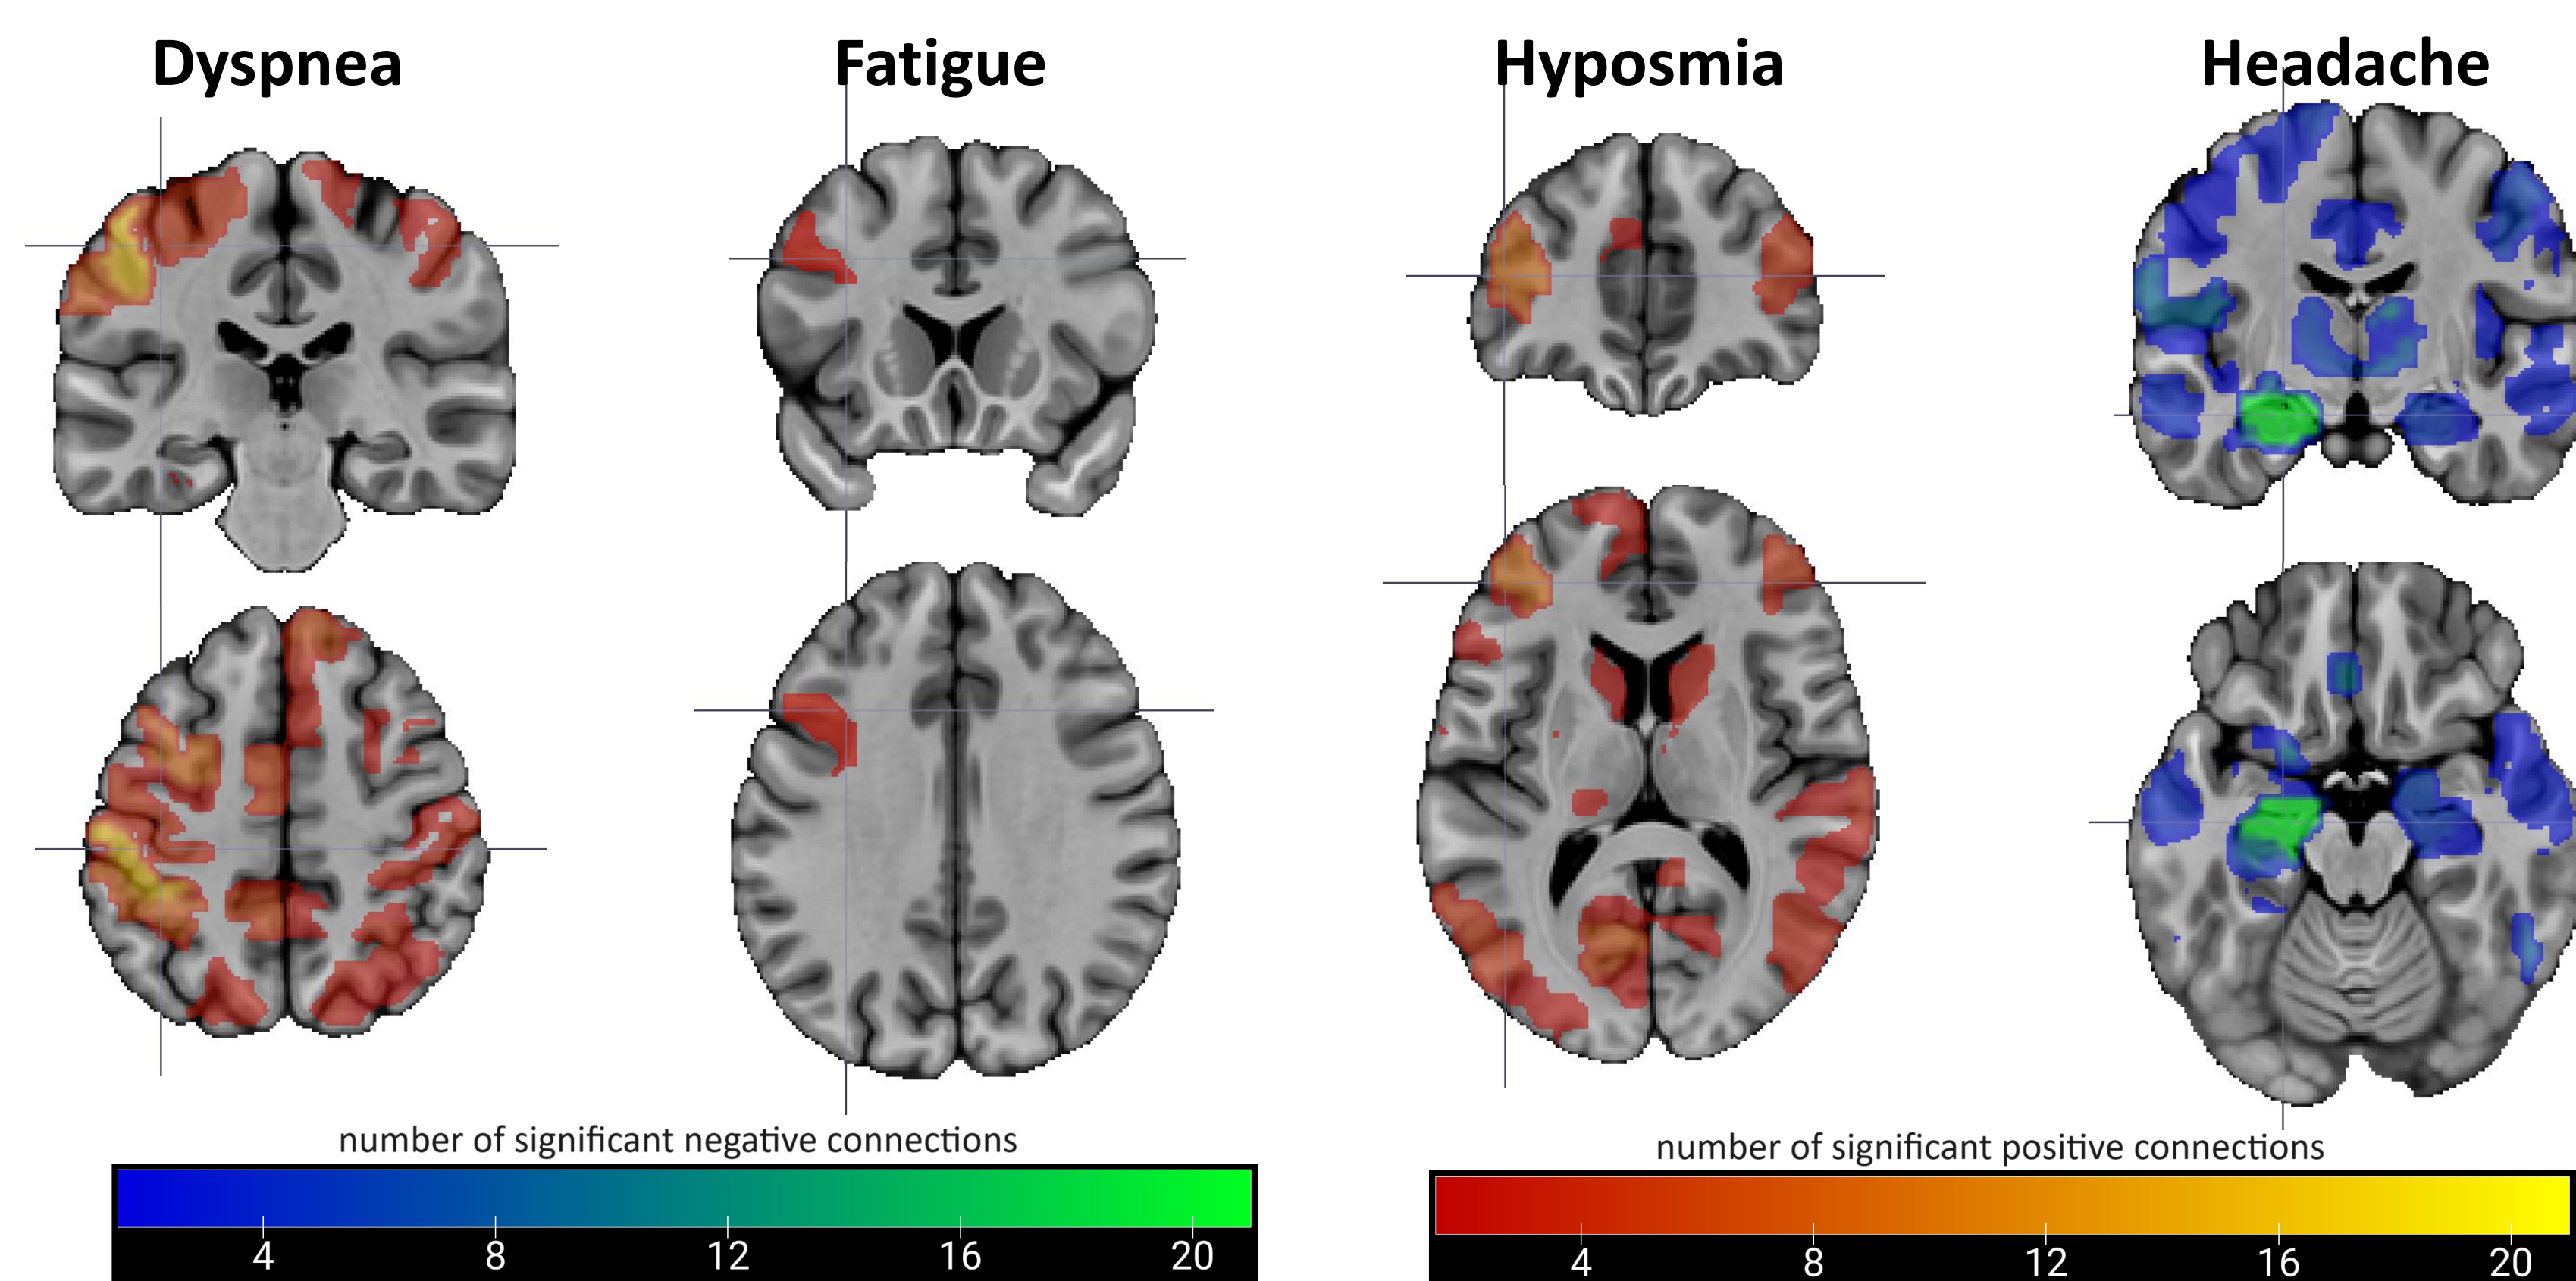 Dyspnea Fatigue Hyposmia Headache
number of significant negative connections
4 8 12 16 20
number of significant positive connections
4 8 12 16 20